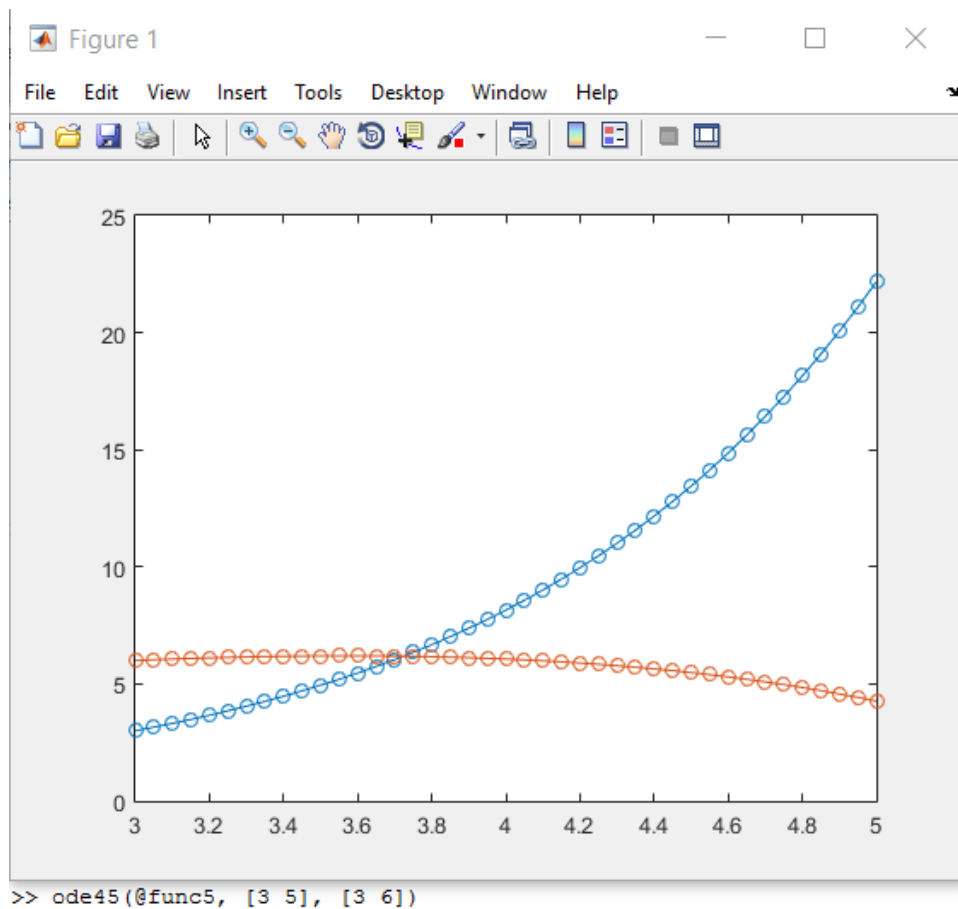 Figure 1
File Edit View Insert Tools Desktop Window Help
25
20
15
10
5
0
3 3.2 3.4 3.6 3.8 4 4.2 4.4 4.6 4.8 5
>> ode45(@func5, [3 5], [3 6])